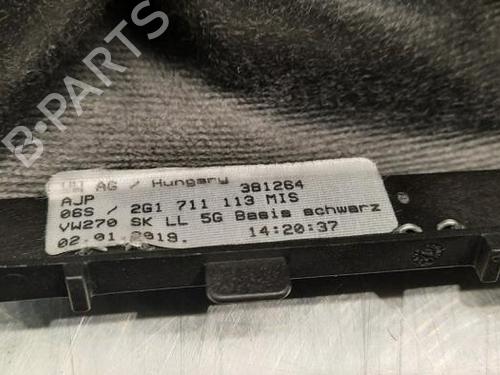 B-PARTS
AG / Hungary 381264
AJP
06S / 2G1 711 113 MIS
VW270 SK LL 5G Basis schwarz
02.01.2019. 14:20:37